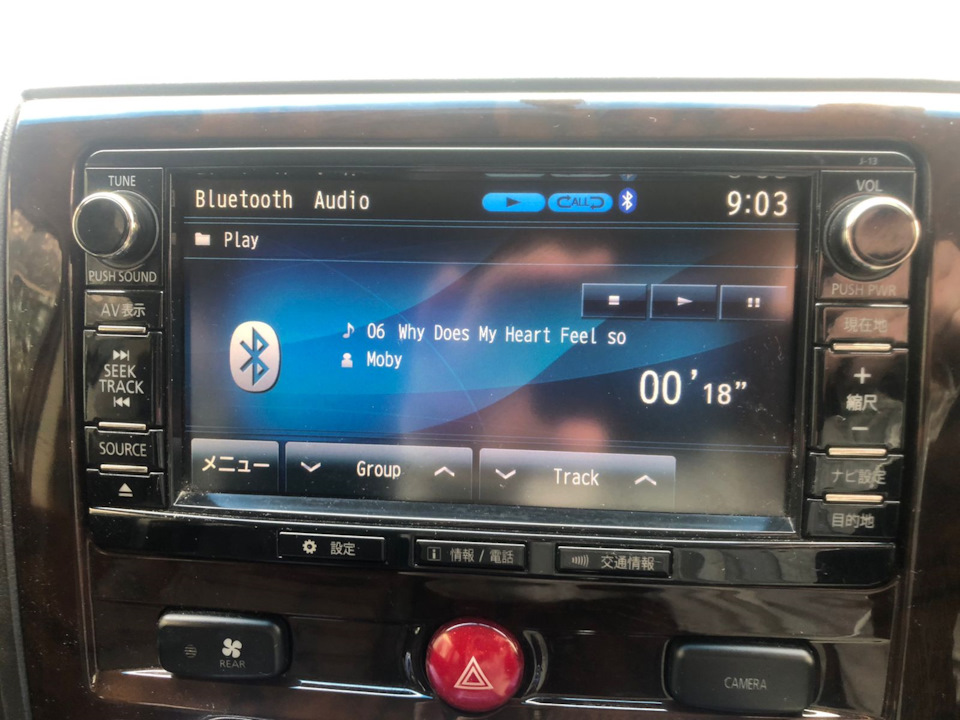 J-13
TUNE
VOL
Bluetooth Audio
ALL
9:03
PUSH SOUND
Play
PUSH PWR
AV表示
現在地
SEEK
TRACK
06 Why Does My Heart Feel so
Moby
00'18”
+
縮尺
−
SOURCE
メニュー
Group
Track
ナビ設定
目的地
設定
i 情報 / 電話
交通情報
REAR
CAMERA